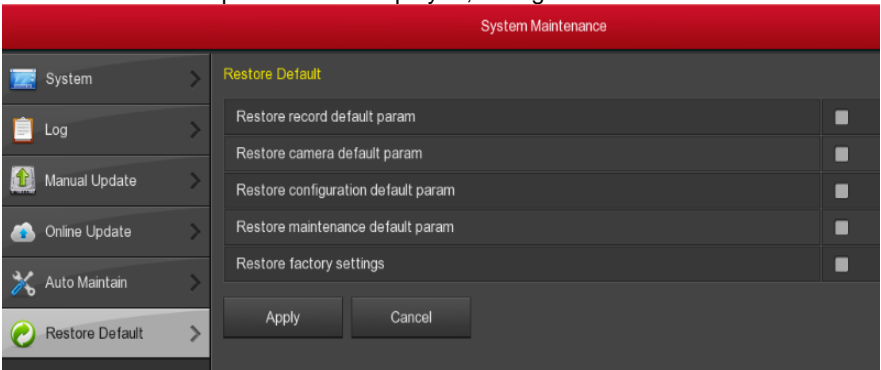 System Maintenance
System
Log
Manual Update
Online Update
Auto Maintain
Restore Default
Restore Default
Restore record default param
Restore camera default param
Restore configuration default param
Restore maintenance default param
Restore factory settings
Apply
Cancel